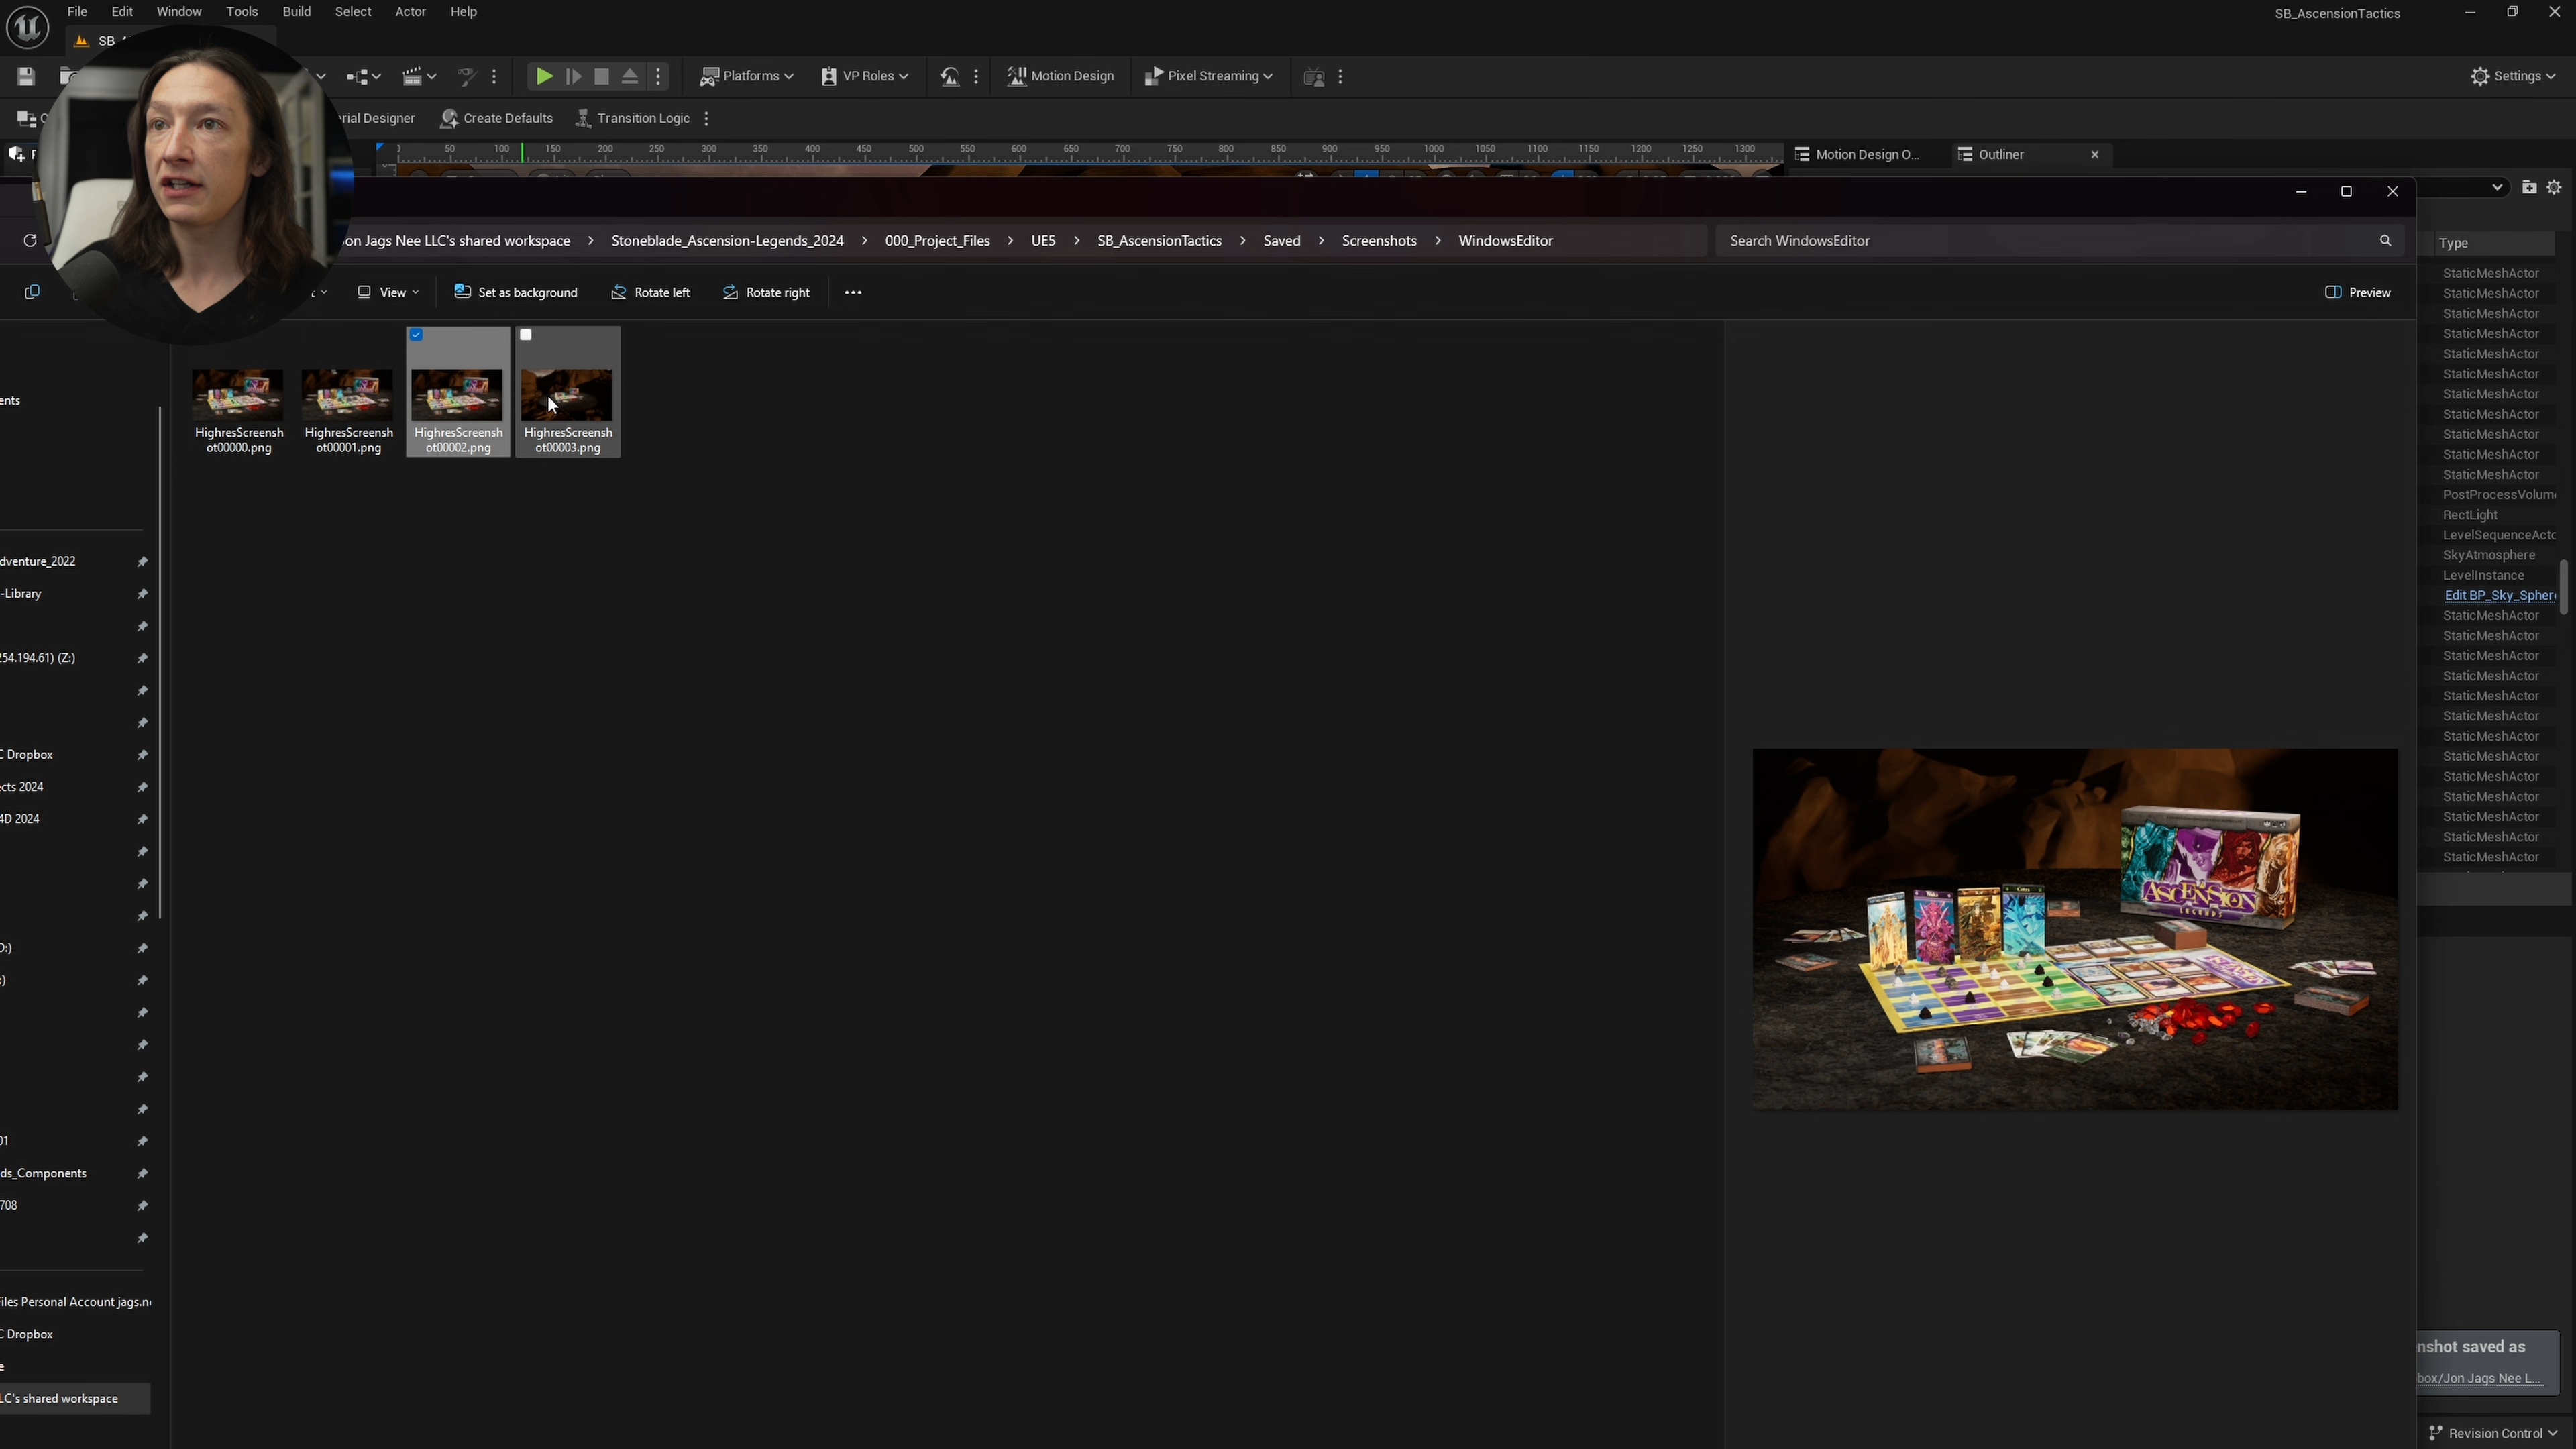 File Edit Window Tools Build Select Actor Help
SB_AscensionTactics
Platforms
VP Roles
Motion Design
Pixel Streaming
Settings
Create Defaults
Transition Logic
0 50 100 150 200 250 300 350 400 450 500 550 600 650 700 750 800 850 900 950 1000 1050 1100 1150 1200 1250 1300
Motion Design O...
Outliner
on Jags Nee LLC's shared workspace > Stoneblade_Ascension-Legends_2024 > 000_Project_Files > UE5 > SB_AscensionTactics > Saved > Screenshots > WindowsEditor
Search WindowsEditor
Type
View
Set as background
Rotate left
Rotate right
Preview
HighresScreensh
ot00000.png
HighresScreensh
ot00001.png
HighresScreensh
ot00002.png
HighresScreensh
ot00003.png
ents
dventure_2022
-Library
254.194.61) (Z:)
C Dropbox
cts 2024
4D 2024
D:)
:)
01
ds_Components
708
iles Personal Account jags.ne
C Dropbox
e
LC's shared workspace
StaticMeshActor
StaticMeshActor
StaticMeshActor
StaticMeshActor
StaticMeshActor
StaticMeshActor
StaticMeshActor
StaticMeshActor
StaticMeshActor
StaticMeshActor
StaticMeshActor
PostProcessVolum
RectLight
LevelSequenceActo
SkyAtmosphere
LevelInstance
Edit BP_Sky_Sphere
StaticMeshActor
StaticMeshActor
StaticMeshActor
StaticMeshActor
StaticMeshActor
StaticMeshActor
StaticMeshActor
StaticMeshActor
StaticMeshActor
StaticMeshActor
StaticMeshActor
StaticMeshActor
StaticMeshActor
ASCENSION
LEGENDS
nshot saved as
box/Jon Jags Nee L...
Revision Control